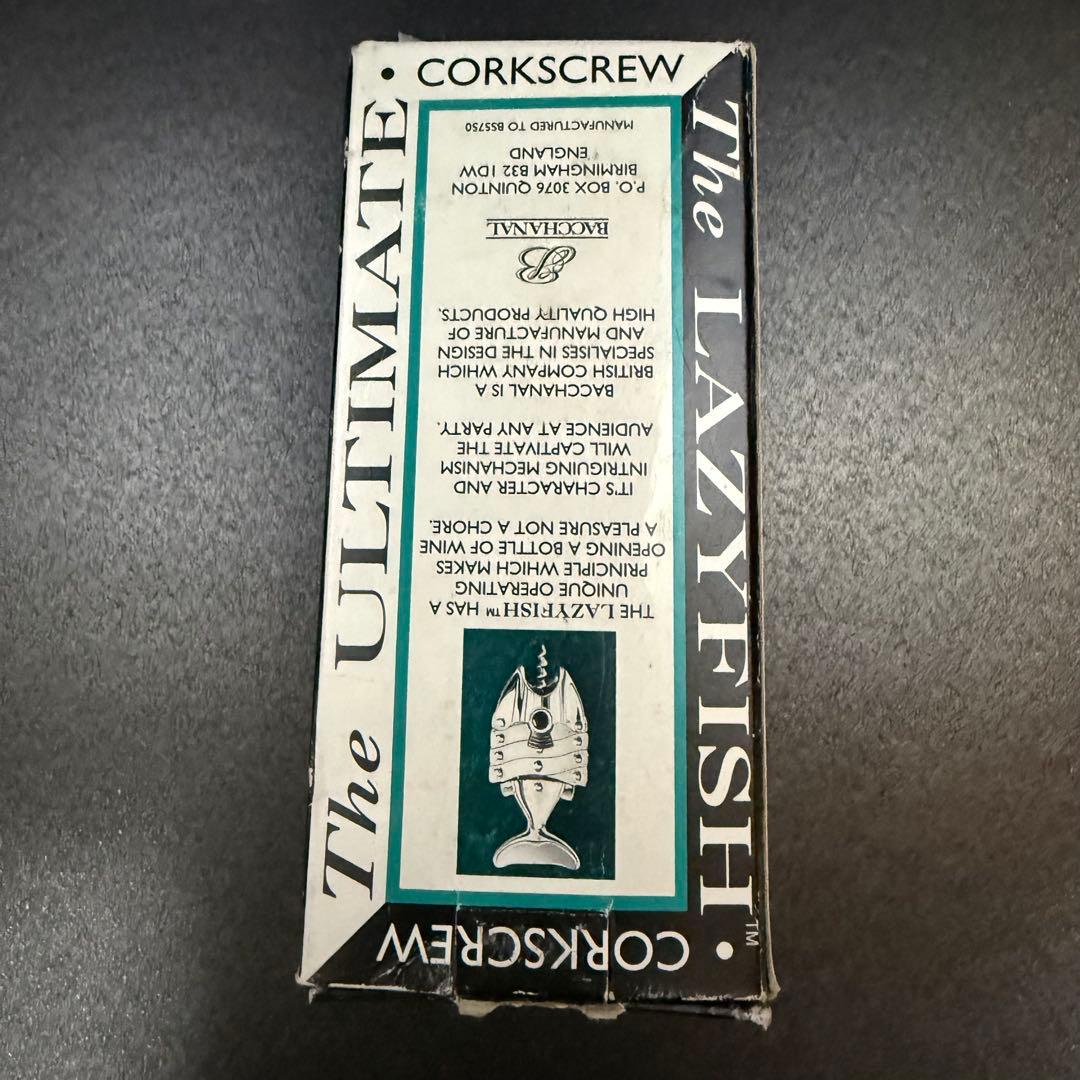 The ULTIMATE • CORKSCREW
The LAZYFISH™ • CORKSCREW
THE LAZYFISH™ HAS A
UNIQUE OPERATING
PRINCIPLE WHICH MAKES
OPENING A BOTTLE OF WINE
A PLEASURE NOT A CHORE.
IT'S CHARACTER AND
INTRIGUING MECHANISM
WILL CAPTIVATE THE
AUDIENCE AT ANY PARTY.
BACCHANAL IS A
BRITISH COMPANY WHICH
SPECIALISES IN THE DESIGN
AND MANUFACTURE OF
HIGH QUALITY PRODUCTS.
B
BACCHANAL
P.O. BOX 3076 QUINTON
BIRMINGHAM B32 1DW
ENGLAND
MANUFACTURED TO BS5750